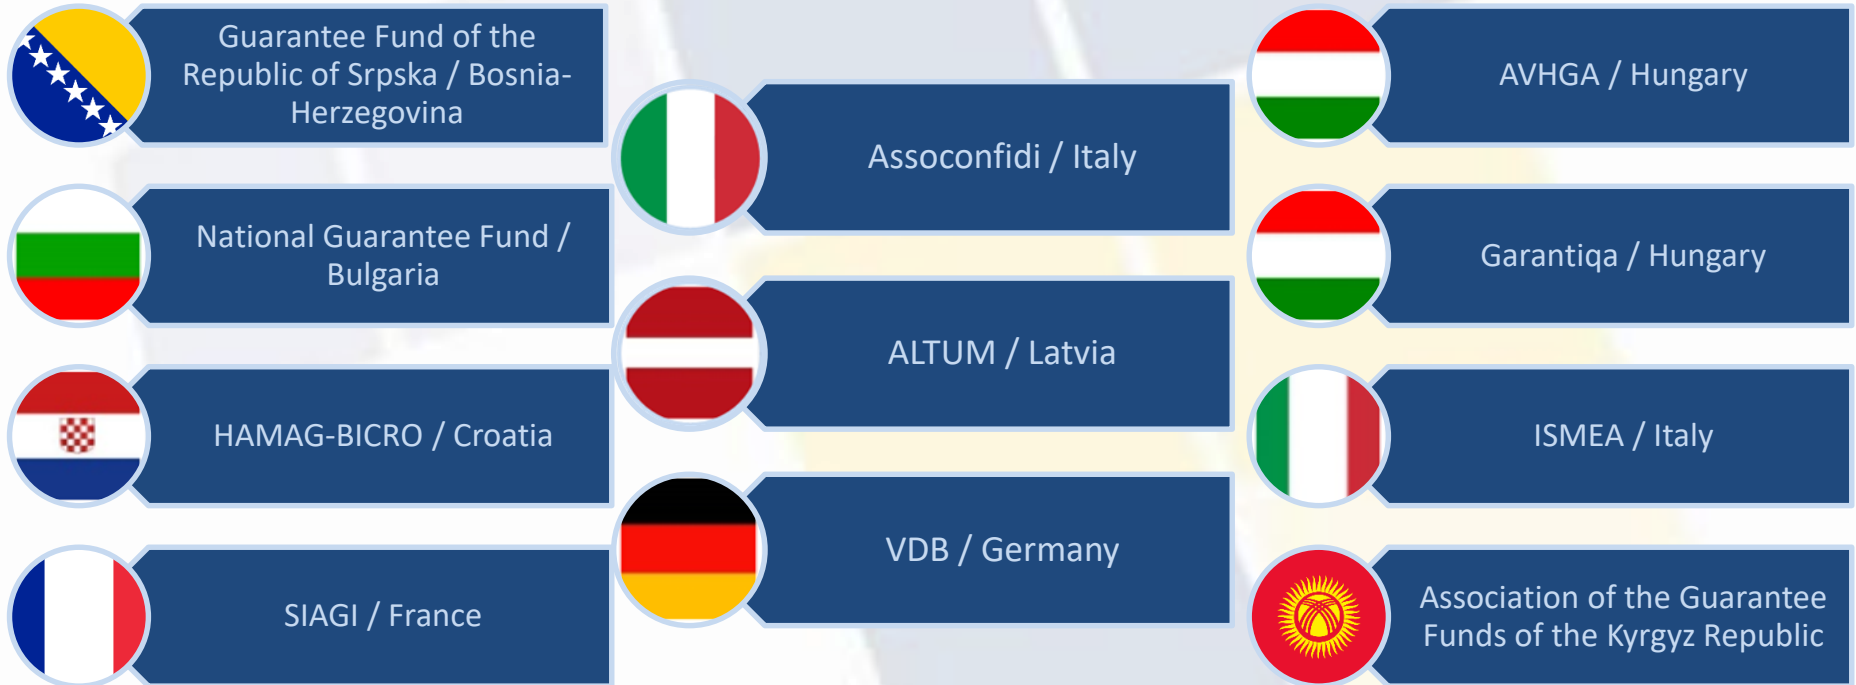 Guarantee Fund of the
Republic of Srpska / Bosnia-
Herzegovina
National Guarantee Fund /
Bulgaria
HAMAG-BICRO / Croatia
SIAGI / France
Assoconfidi / Italy
ALTUM / Latvia
VDB / Germany
AVHGA / Hungary
Garantiqa / Hungary
ISMEA / Italy
Association of the Guarantee
Funds of the Kyrgyz Republic